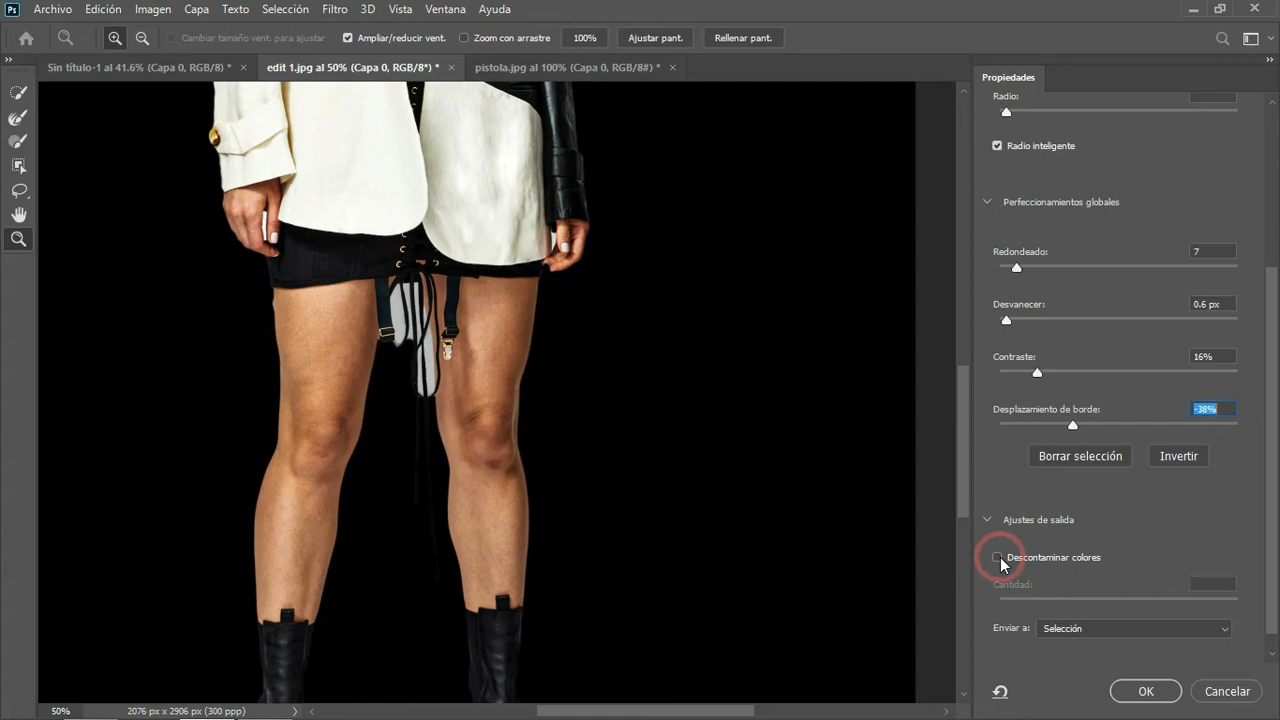 Ps Archivo Edición Imagen Capa Texto Selección Filtro 3D Vista Ventana Ayuda
Cambiar tamaño vent. para ajustar Ampliar/reducir vent. Zoom con arrastre 100% Ajustar pant. Rellenar pant.
Sin título-1 al 41.6% (Capa 0, RGB/8) * × edit 1.jpg al 50% (Capa 0, RGB/8*) * × pistola.jpg al 100% (Capa 0, RGB/8#) * ×
Propiedades
Radio:
Radio inteligente
Perfeccionamientos globales
Redondeado: 7
Desvanecer: 0.6 px
Contraste: 16%
Desplazamiento de borde: -38%
Borrar selección Invertir
Ajustes de salida
Descontaminar colores
Cantidad:
Enviar a: Selección
OK Cancelar
50% 2076 px x 2906 px (300 ppp)